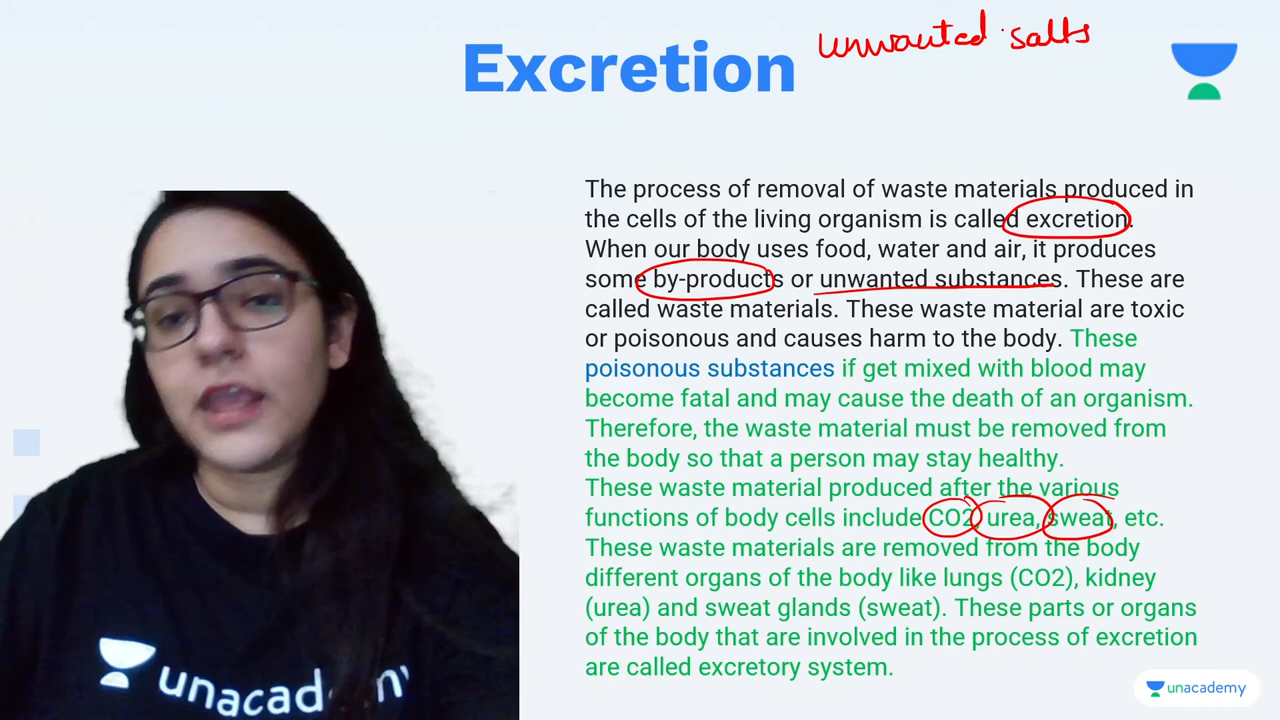 Excretion
unwanted salts
The process of removal of waste materials produced in
the cells of the living organism is called excretion.
When our body uses food, water and air, it produces
some by-products or unwanted substances. These are
called waste materials. These waste material are toxic
or poisonous and causes harm to the body. These
poisonous substances if get mixed with blood may
become fatal and may cause the death of an organism.
Therefore, the waste material must be removed from
the body so that a person may stay healthy.
These waste material produced after the various
functions of body cells include CO2, urea, sweat, etc.
These waste materials are removed from the body
different organs of the body like lungs (CO2), kidney
(urea) and sweat glands (sweat). These parts or organs
of the body that are involved in the process of excretion
are called excretory system.
unacademy